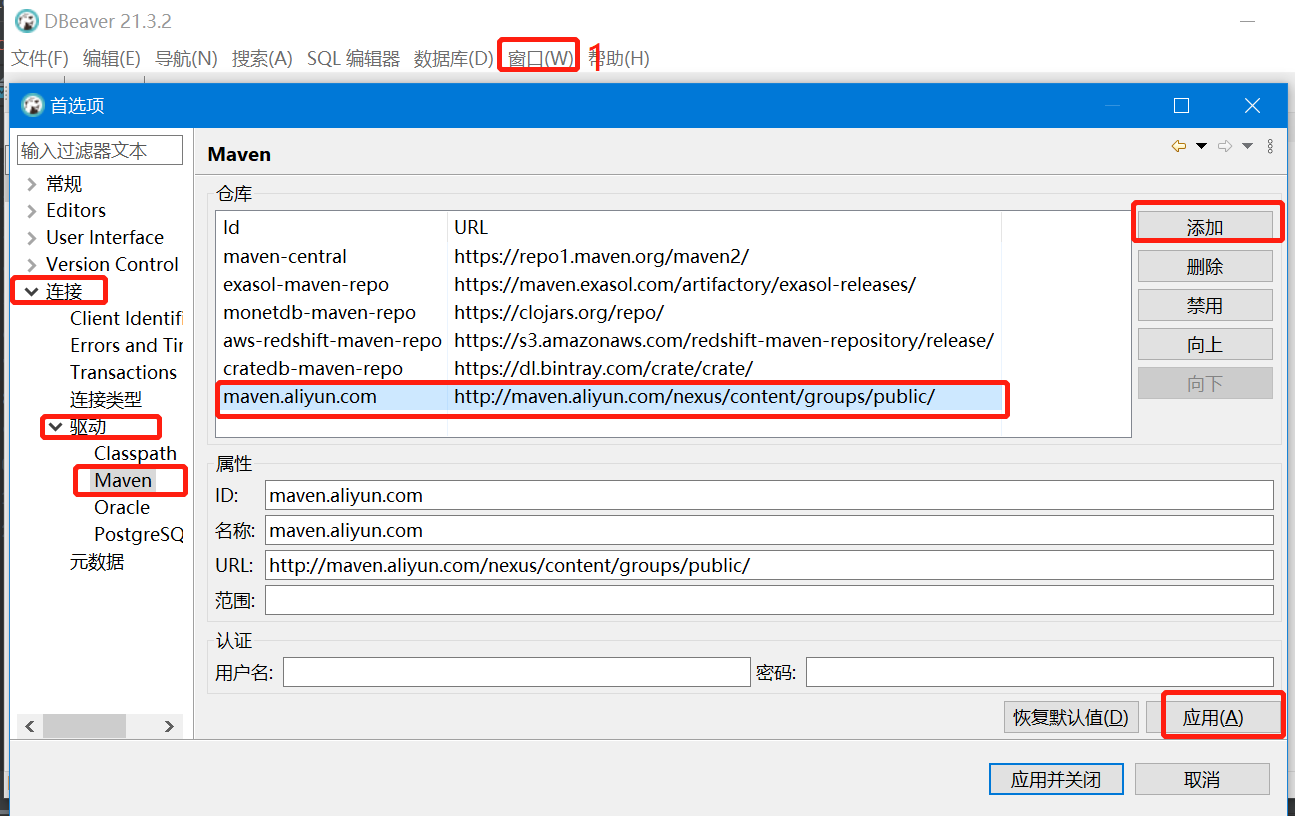 DBeaver 21.3.2
文件(F) 编辑(E) 导航(N) 搜索(A) SQL 编辑器 数据库(D) 窗口(W) 1 帮助(H)
首选项
输入过滤器文本
常规
Editors
User Interface
Version Control
连接
Client Identifi
Errors and Tir
Transactions
连接类型
驱动
Classpath
Maven
Oracle
PostgreSQ
元数据
Maven
仓库
Id URL
maven-central https://repo1.maven.org/maven2/
exasol-maven-repo https://maven.exasol.com/artifactory/exasol-releases/
monetdb-maven-repo https://clojars.org/repo/
aws-redshift-maven-repo https://s3.amazonaws.com/redshift-maven-repository/release/
cratedb-maven-repo https://dl.bintray.com/crate/crate/
maven.aliyun.com http://maven.aliyun.com/nexus/content/groups/public/
添加
删除
禁用
向上
向下
属性
ID: maven.aliyun.com
名称: maven.aliyun.com
URL: http://maven.aliyun.com/nexus/content/groups/public/
范围:
认证
用户名: 密码:
恢复默认值(D) 应用(A)
应用并关闭 取消